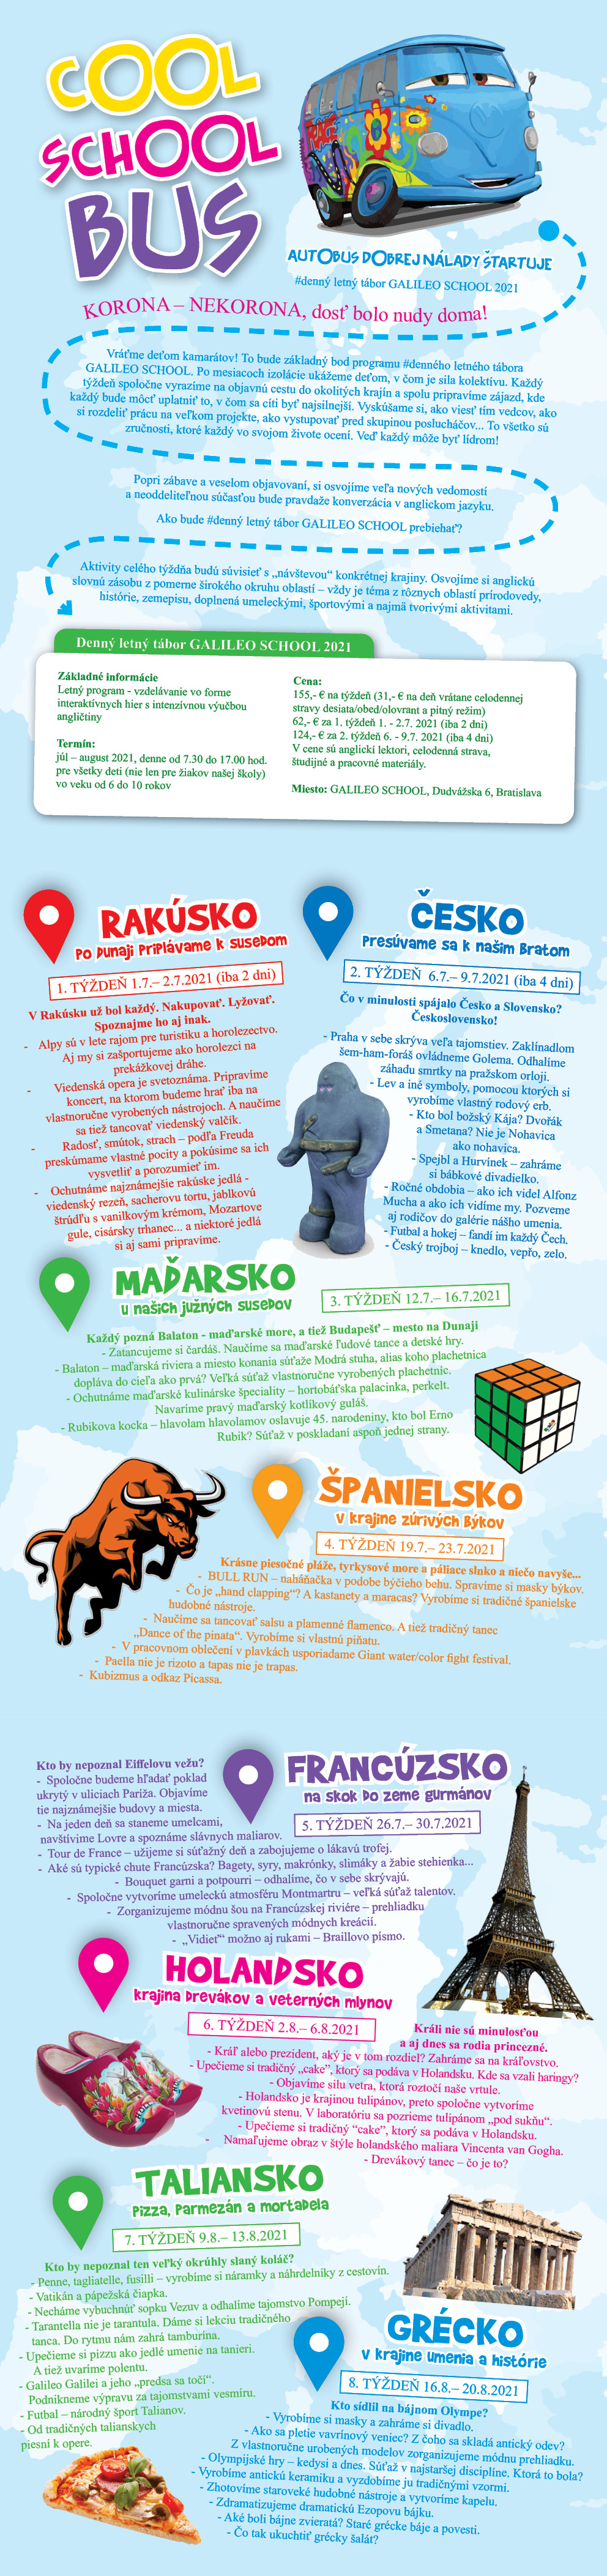 COOL
SCHOOL
BUS
RACE
AUTOBUS DOBREJ NÁLADY ŠTARTUJE
#denný letný tábor GALILEO SCHOOL 2021
KORONA – NEKORONA, dosť bolo nudy doma!
Vráťme deťom kamarátov! To bude základný bod programu #denného letného tábora
GALILEO SCHOOL. Po mesiacoch izolácie ukážeme deťom, v čom je sila kolektívu. Každý
týždeň spoločne vyrazíme na objavnú cestu do okolitých krajín a spolu pripravíme zájazd, kde
každý bude môcť uplatniť to, v čom sa cíti byť najsilnejší. Vyskúšame si, ako viesť tím vedcov, ako
si rozdeliť prácu na veľkom projekte, ako vystupovať pred skupinou poslucháčov... To všetko sú
zručnosti, ktoré každý vo svojom živote ocení. Veď každý môže byť lídrom!
Popri zábave a veselom objavovaní, si osvojíme veľa nových vedomostí
a neoddeliteľnou súčasťou bude pravdaže konverzácia v anglickom jazyku.
Ako bude #denný letný tábor GALILEO SCHOOL prebiehať?
Aktivity celého týždňa budú súvisieť s „návštevou“ konkrétnej krajiny. Osvojíme si anglickú
slovnú zásobu z pomerne širokého okruhu oblastí – vždy je téma z rôznych oblastí prírodovedy,
histórie, zemepisu, doplnená umeleckými, športovými a najmä tvorivými aktivitami.
Denný letný tábor GALILEO SCHOOL 2021
Základné informácie
Letný program - vzdelávanie vo forme
interaktívnych hier s intenzívnou výučbou
angličtiny
Termín:
júl – august 2021, denne od 7.30 do 17.00 hod.
pre všetky deti (nie len pre žiakov našej školy)
vo veku od 6 do 10 rokov
Cena:
155,- € na týždeň (31,- € na deň vrátane celodennej
stravy desiata/obed/olovrant a pitný režim)
62,- € za 1. týždeň 1. - 2.7. 2021 (iba 2 dni)
124,- € za 2. týždeň 6. - 9.7. 2021 (iba 4 dni)
V cene sú anglickí lektori, celodenná strava,
študijné a pracovné materiály.
Miesto: GALILEO SCHOOL, Dudvážska 6, Bratislava
RAKÚSKO
Po Dunaji priplávame k susedom
1. TÝŽDEŇ 1.7.– 2.7.2021 (iba 2 dni)
V Rakúsku už bol každý. Nakupovať. Lyžovať.
Spoznajme ho aj inak.
- Alpy sú v lete rajom pre turistiku a horolezectvo.
Aj my si zašportujeme ako horolezci na
prekážkovej dráhe.
- Viedenská opera je svetoznáma. Pripravíme
koncert, na ktorom budeme hrať iba na
vlastnoručne vyrobených nástrojoch. A naučíme
sa tiež tancovať viedenský valčík.
- Radosť, smútok, strach – podľa Freuda
preskúmame vlastné pocity a pokúsime sa ich
vysvetliť a porozumieť im.
- Ochutnáme najznámejšie rakúske jedlá -
viedenský rezeň, sacherovu tortu, jablkovú
štrúdľu s vanilkovým krémom, Mozartove
gule, cisársky trhanec... a niektoré jedlá
si aj sami pripravíme.
ČESKO
Presúvame sa k našim bratom
2. TÝŽDEŇ 6.7.– 9.7.2021 (iba 4 dni)
Čo v minulosti spájalo Česko a Slovensko?
Československo!
- Praha v sebe skrýva veľa tajomstiev. Zaklínadlom
šem-ham-foráš ovládneme Golema. Odhalíme
záhadu smrtky na pražskom orloji.
- Lev a iné symboly, pomocou ktorých si
vyrobíme vlastný rodový erb.
- Kto bol božský Kája? Dvořák
a Smetana? Nie je Nohavica
ako nohavica.
- Spejbl a Hurvínek – zahráme
si bábkové divadielko.
- Ročné obdobia – ako ich videl Alfonz
Mucha a ako ich vidíme my. Pozveme
aj rodičov do galérie nášho umenia.
- Futbal a hokej – fandí im každý Čech.
- Český trojboj – knedlo, vepřo, zelo.
MAĎARSKO
u našich južných susedov
3. TÝŽDEŇ 12.7.– 16.7.2021
Každý pozná Balaton - maďarské more, a tiež Budapešť – mesto na Dunaji
- Zatancujeme si čardáš. Naučíme sa maďarské ľudové tance a detské hry.
- Balaton – maďarská riviera a miesto konania súťaže Modrá stuha, alias koho plachetnica
dopláva do cieľa ako prvá? Veľká súťaž vlastnoručne vyrobených plachetnic.
- Ochutnáme maďarské kulinárske špeciality – hortobáťska palacinka, perkelt.
Navaríme pravý maďarský kotlíkový guláš.
- Rubikova kocka – hlavolam hlavolamov oslavuje 45. narodeniny, kto bol Erno
Rubik? Súťaž v poskladaní aspoň jednej strany.
ŠPANIELSKO
v krajine zúrivých býkov
4. TÝŽDEŇ 19.7.– 23.7.2021
Krásne piesočné pláže, tyrkysové more a páliace slnko a niečo navyše...
- BULL RUN – naháňačka v podobe býčieho behu. Spravíme si masky býkov.
- Čo je „hand clapping“? A kastanety a maracas? Vyrobíme si tradičné španielske
hudobné nástroje.
- Naučíme sa tancovať salsu a plamenné flamenco. A tiež tradičný tanec
„Dance of the pinata“. Vyrobíme si vlastnú piňatu.
- V pracovnom oblečení v plavkách usporiadame Giant water/color fight festival.
- Paella nie je rizoto a tapas nie je trapas.
- Kubizmus a odkaz Picassa.
FRANCÚZSKO
na skok do zeme gurmánov
5. TÝŽDEŇ 26.7.– 30.7.2021
Kto by nepoznal Eiffelovu vežu?
- Spoločne budeme hľadať poklad
ukrytý v uliciach Paríža. Objavíme
tie najznámejšie budovy a miesta.
- Na jeden deň sa staneme umelcami,
navštívime Lovre a spoznáme slávnych maliarov.
- Tour de France – užijeme si súťažný deň a zabojujeme o lákavú trofej.
- Aké sú typické chute Francúzska? Bagety, syry, makrónky, slimáky a žabie stehienka...
- Bouquet garni a potpourri – odhalíme, čo v sebe skrývajú.
- Spoločne vytvoríme umeleckú atmosféru Montmartru – veľká súťaž talentov.
- Zorganizujeme módnu šou na Francúzskej riviére – prehliadku
vlastnoručne spravených módnych kreácií.
- „Vidieť“ možno aj rukami – Braillovo písmo.
HOLANDSKO
krajina drevákov a veterných mlynov
6. TÝŽDEŇ 2.8.– 6.8.2021
Králi nie sú minulosťou
a aj dnes sa rodia princezné.
- Kráľ alebo prezident, aký je v tom rozdiel? Zahráme sa na kráľovstvo.
- Upečieme si tradičný „cake”, ktorý sa podáva v Holandsku. Kde sa vzali haringy?
- Objavíme silu vetra, ktorá roztočí naše vrtule.
- Holandsko je krajinou tulipánov, preto spoločne vytvoríme
kvetinovú stenu. V laboratóriu sa pozrieme tulipánom „pod sukňu“.
- Upečieme si tradičný “cake”, ktorý sa podáva v Holandsku.
- Namaľujeme obraz v štýle holandského maliara Vincenta van Gogha.
- Drevákový tanec – čo je to?
TALIANSKO
Pizza, parmezán a mortadela
7. TÝŽDEŇ 9.8.– 13.8.2021
Kto by nepoznal ten veľký okrúhly slaný koláč?
- Penne, tagliatelle, fusilli – vyrobíme si náramky a náhrdelníky z cestovín.
- Vatikán a pápežská čiapka.
- Necháme vybuchnúť sopku Vezuv a odhalíme tajomstvo Pompejí.
- Tarantella nie je tarantula. Dáme si lekciu tradičného
tanca. Do rytmu nám zahrá tamburína.
- Upečieme si pizzu ako jedlé umenie na tanieri.
A tiež uvaríme polentu.
- Galileo Galilei a jeho „predsa sa točí“.
Podnikneme výpravu za tajomstvami vesmíru.
- Futbal – národný šport Talianov.
- Od tradičných talianskych
piesní k opere.
GRÉCKO
v krajine umenia a histórie
8. TÝŽDEŇ 16.8.– 20.8.2021
Kto sídlil na bájnom Olympe?
- Vyrobíme si masky a zahráme si divadlo.
- Ako sa pletie vavrínový veniec? Z čoho sa skladá antický odev?
Z vlastnoručne urobených modelov zorganizujeme módnu prehliadku.
- Olympijské hry – kedysi a dnes. Súťaž v najstaršej disciplíne. Ktorá to bola?
- Vyrobíme antickú keramiku a vyzdobíme ju tradičnými vzormi.
- Zhotovíme staroveké hudobné nástroje a vytvoríme kapelu.
- Zdramatizujeme dramatickú Ezopovu bájku.
- Aké boli bájne zvieratá? Staré grécke báje a povesti.
- Čo tak ukuchtiť grécky šalát?